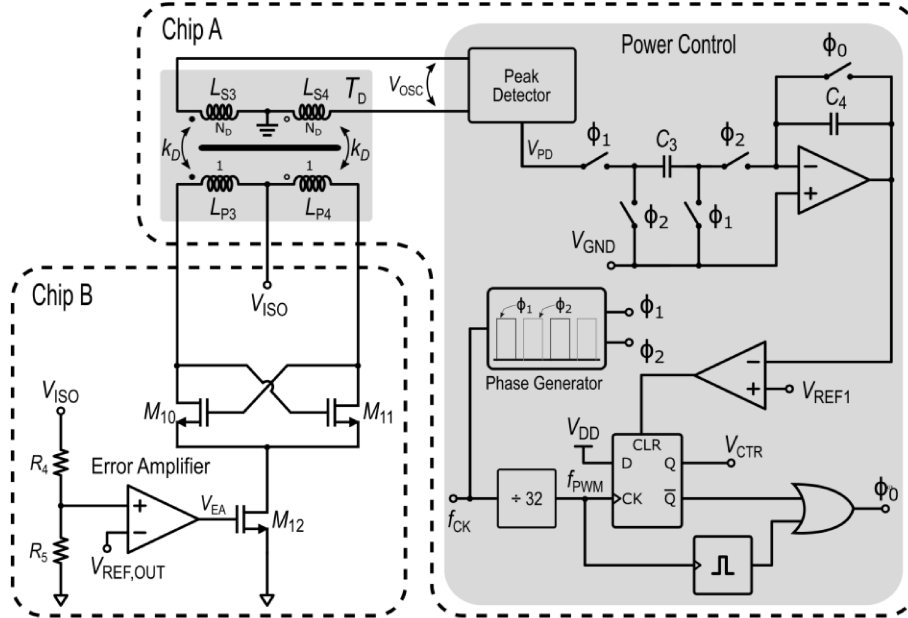 Chip A
Power Control
ϕ0
LS3
LS4
TD
VOSC
Peak
Detector
C4
ND
ND
kD
kD
ϕ1
C3
ϕ2
VPD
−
+
1
1
LP3
LP4
ϕ2
ϕ1
VGND
Chip B
VISO
ϕ1
ϕ2
ϕ1
ϕ2
Phase Generator
−
+
VREF1
VISO
M10
M11
VDD
CLR
D
Q
VCTR
R4
Error Amplifier
÷ 32
fPWM
CK
Q̅
ϕ0
+
−
VEA
M12
fCK
R5
VREF,OUT